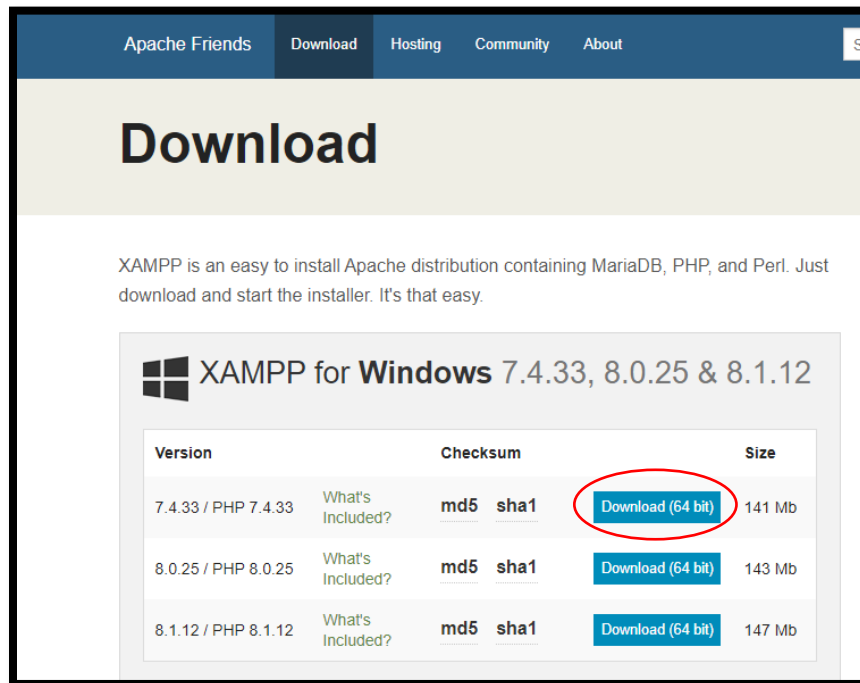 Apache Friends Download Hosting Community About S
Download
XAMPP is an easy to install Apache distribution containing MariaDB, PHP, and Perl. Just
download and start the installer. It's that easy.
XAMPP for Windows 7.4.33, 8.0.25 & 8.1.12
Version Checksum Size
7.4.33 / PHP 7.4.33 What's Included? md5 sha1 Download (64 bit) 141 Mb
8.0.25 / PHP 8.0.25 What's Included? md5 sha1 Download (64 bit) 143 Mb
8.1.12 / PHP 8.1.12 What's Included? md5 sha1 Download (64 bit) 147 Mb